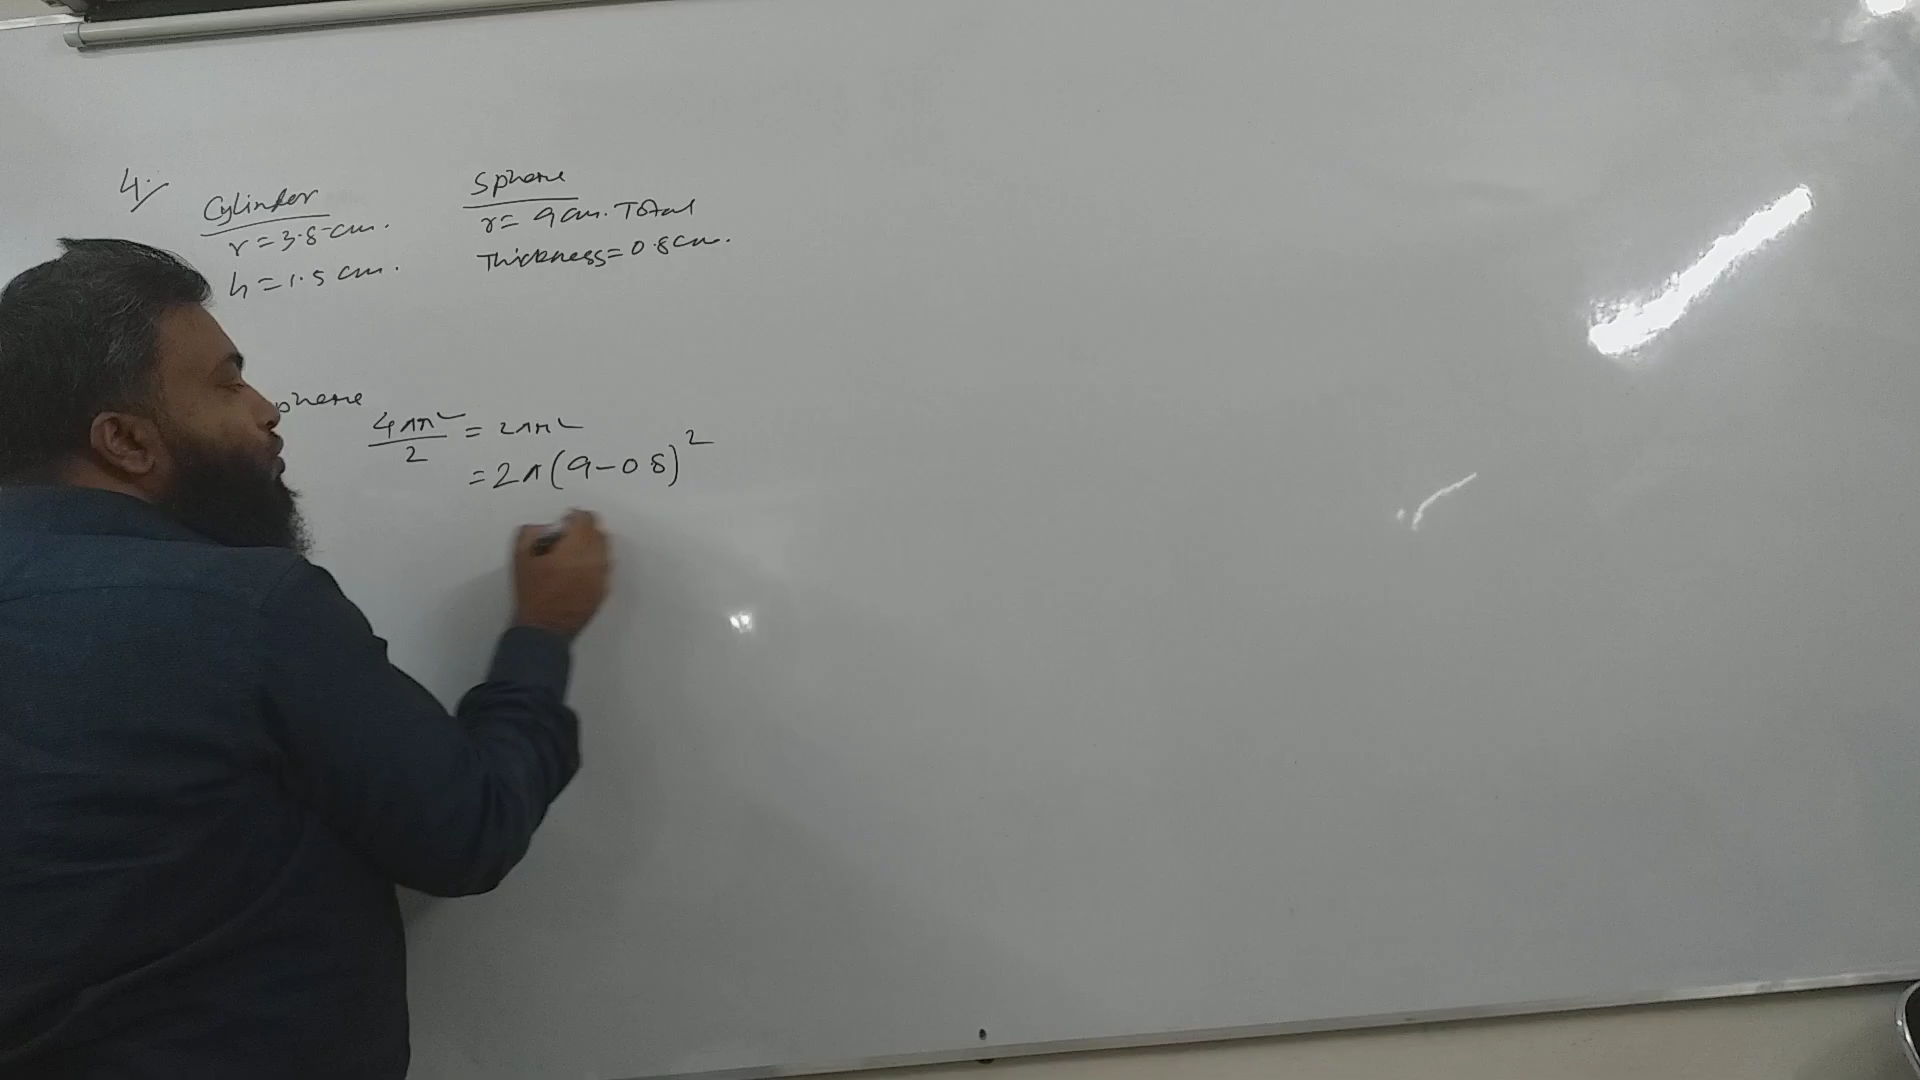 4.
Cylinder
r = 3.8 cm.
h = 1.5 cm.
Sphere
r = 9 cm. Total
Thickness = 0.8 cm.
4πr² / 2 = 2πr²
= 2π(9-0.8)²